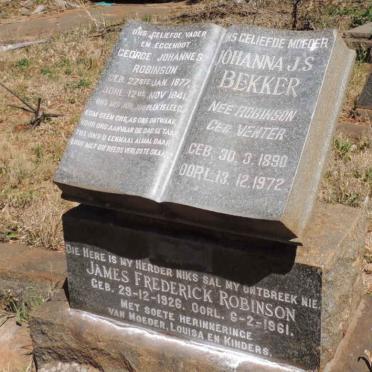 Ons Geliefde Vader
en Eggenoot
George Johannes
Robinson
Geb. 22ste Jan. 1877
Oorl. 12de Nov. 1941
Ons Geliefde Moeder
Johanna J.S.
Bekker
Nee Robinson
Geb. Venter
Geb. 30.3.1890
Oorl. 13.12.1972.
Die Here is my Herder niks sal my ontbreek nie.
James Frederick Robinson
Geb. 29-12-1926. Oorl. 6-2-1961.
Met soete herinneringe
van Moeder, Louisa en Kinders.